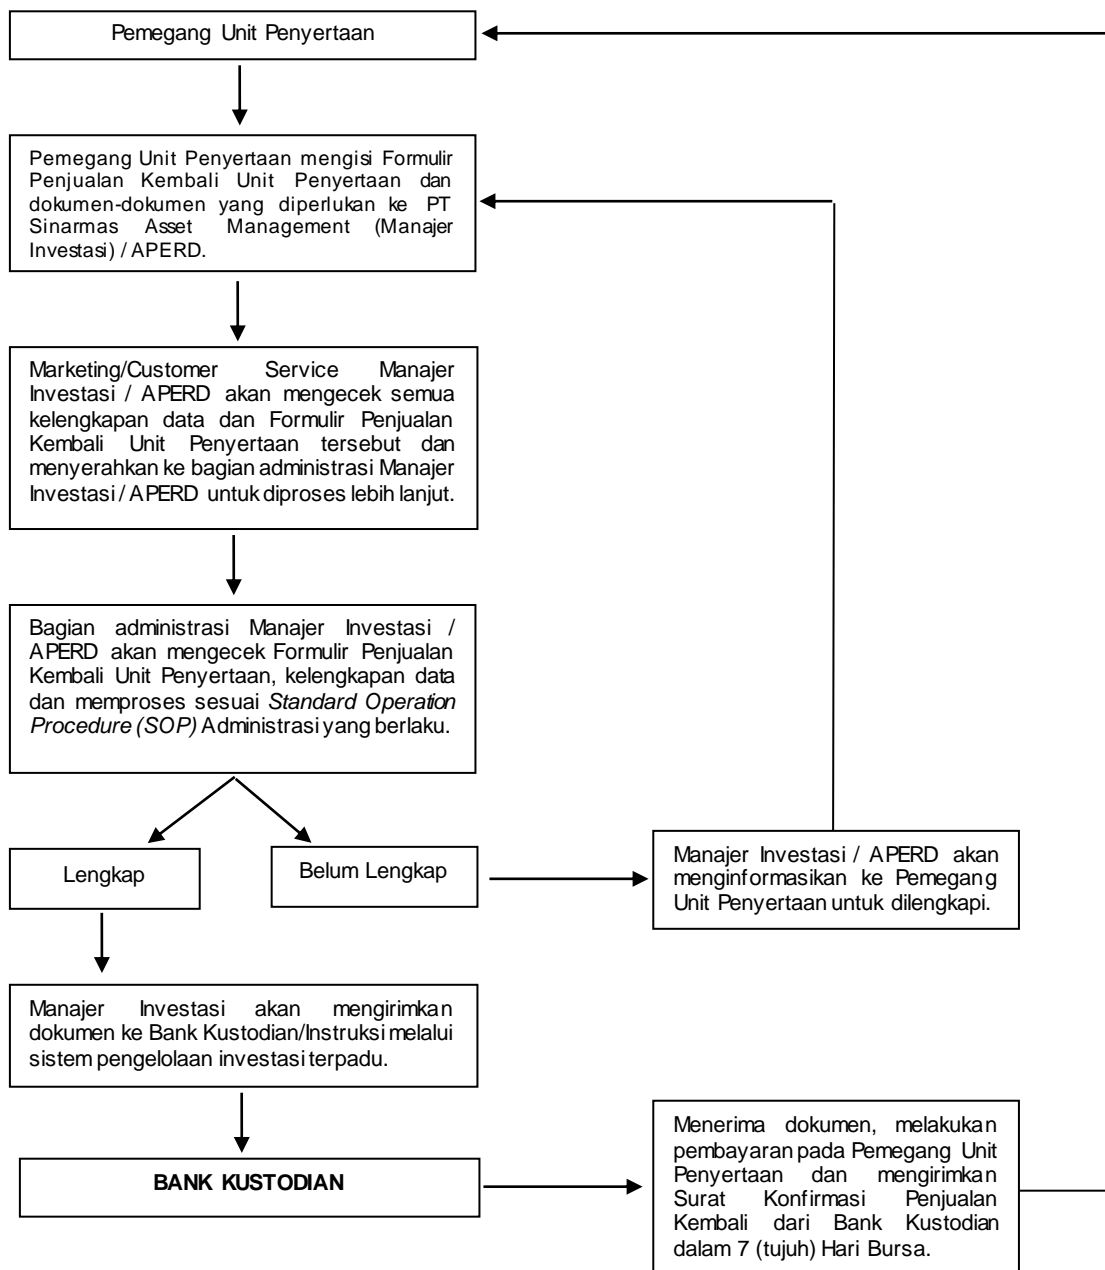 Pemegang Unit Penyertaan
Pemegang Unit Penyertaan mengisi Formulir
Penjualan Kembali Unit Penyertaan dan
dokumen-dokumen yang diperlukan ke PT
Sinarmas Asset Management (Manajer
Investasi) / APERD.
Marketing/Customer Service Manajer
Investasi / APERD akan mengecek semua
kelengkapan data dan Formulir Penjualan
Kembali Unit Penyertaan tersebut dan
menyerahkan ke bagian administrasi Manajer
Investasi / APERD untuk diproses lebih lanjut.
Bagian administrasi Manajer Investasi /
APERD akan mengecek Formulir Penjualan
Kembali Unit Penyertaan, kelengkapan data
dan memproses sesuai Standard Operation
Procedure (SOP) Administrasi yang berlaku.
Lengkap
Belum Lengkap
Manajer Investasi / APERD akan
menginformasikan ke Pemegang
Unit Penyertaan untuk dilengkapi.
Manajer Investasi akan mengirimkan
dokumen ke Bank Kustodian/Instruksi melalui
sistem pengelolaan investasi terpadu.
BANK KUSTODIAN
Menerima dokumen, melakukan
pembayaran pada Pemegang Unit
Penyertaan dan mengirimkan
Surat Konfirmasi Penjualan
Kembali dari Bank Kustodian
dalam 7 (tujuh) Hari Bursa.